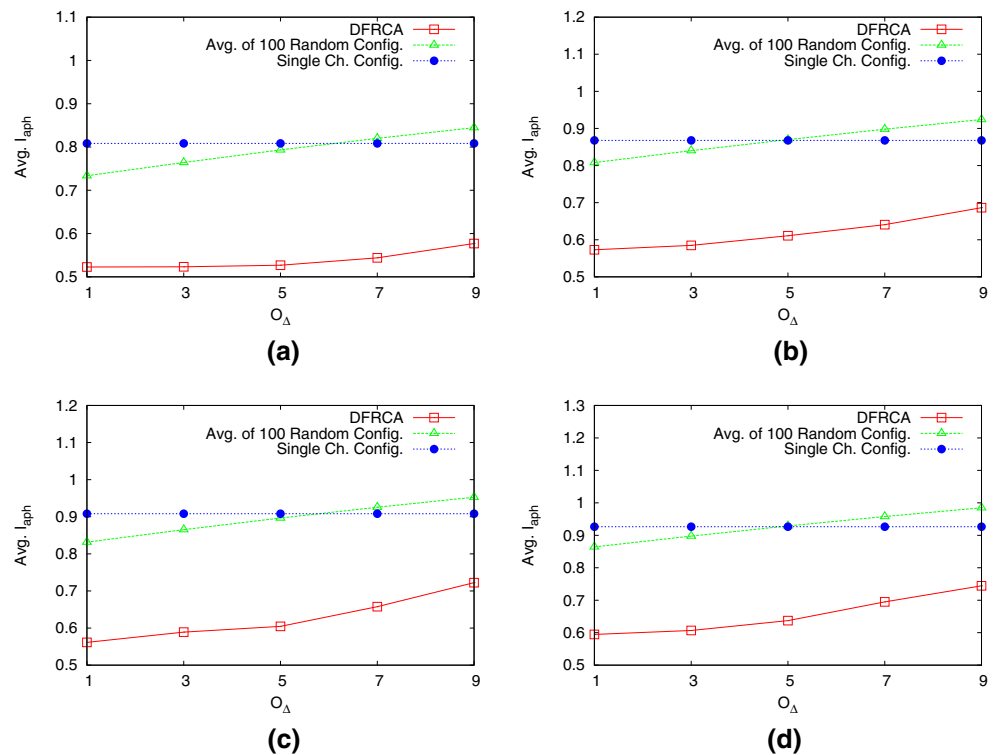 1.1
1
0.9
0.8
0.7
0.6
0.5
Avg. I_aph
DFRCA
Avg. of 100 Random Config.
Single Ch. Config.
1 3 5 7 9
O_Δ
(a)
1.2
1.1
1
0.9
0.8
0.7
0.6
0.5
Avg. I_aph
DFRCA
Avg. of 100 Random Config.
Single Ch. Config.
1 3 5 7 9
O_Δ
(b)
1.2
1.1
1
0.9
0.8
0.7
0.6
0.5
Avg. I_aph
DFRCA
Avg. of 100 Random Config.
Single Ch. Config.
1 3 5 7 9
O_Δ
(c)
1.3
1.2
1.1
1
0.9
0.8
0.7
0.6
0.5
Avg. I_aph
DFRCA
Avg. of 100 Random Config.
Single Ch. Config.
1 3 5 7 9
O_Δ
(d)